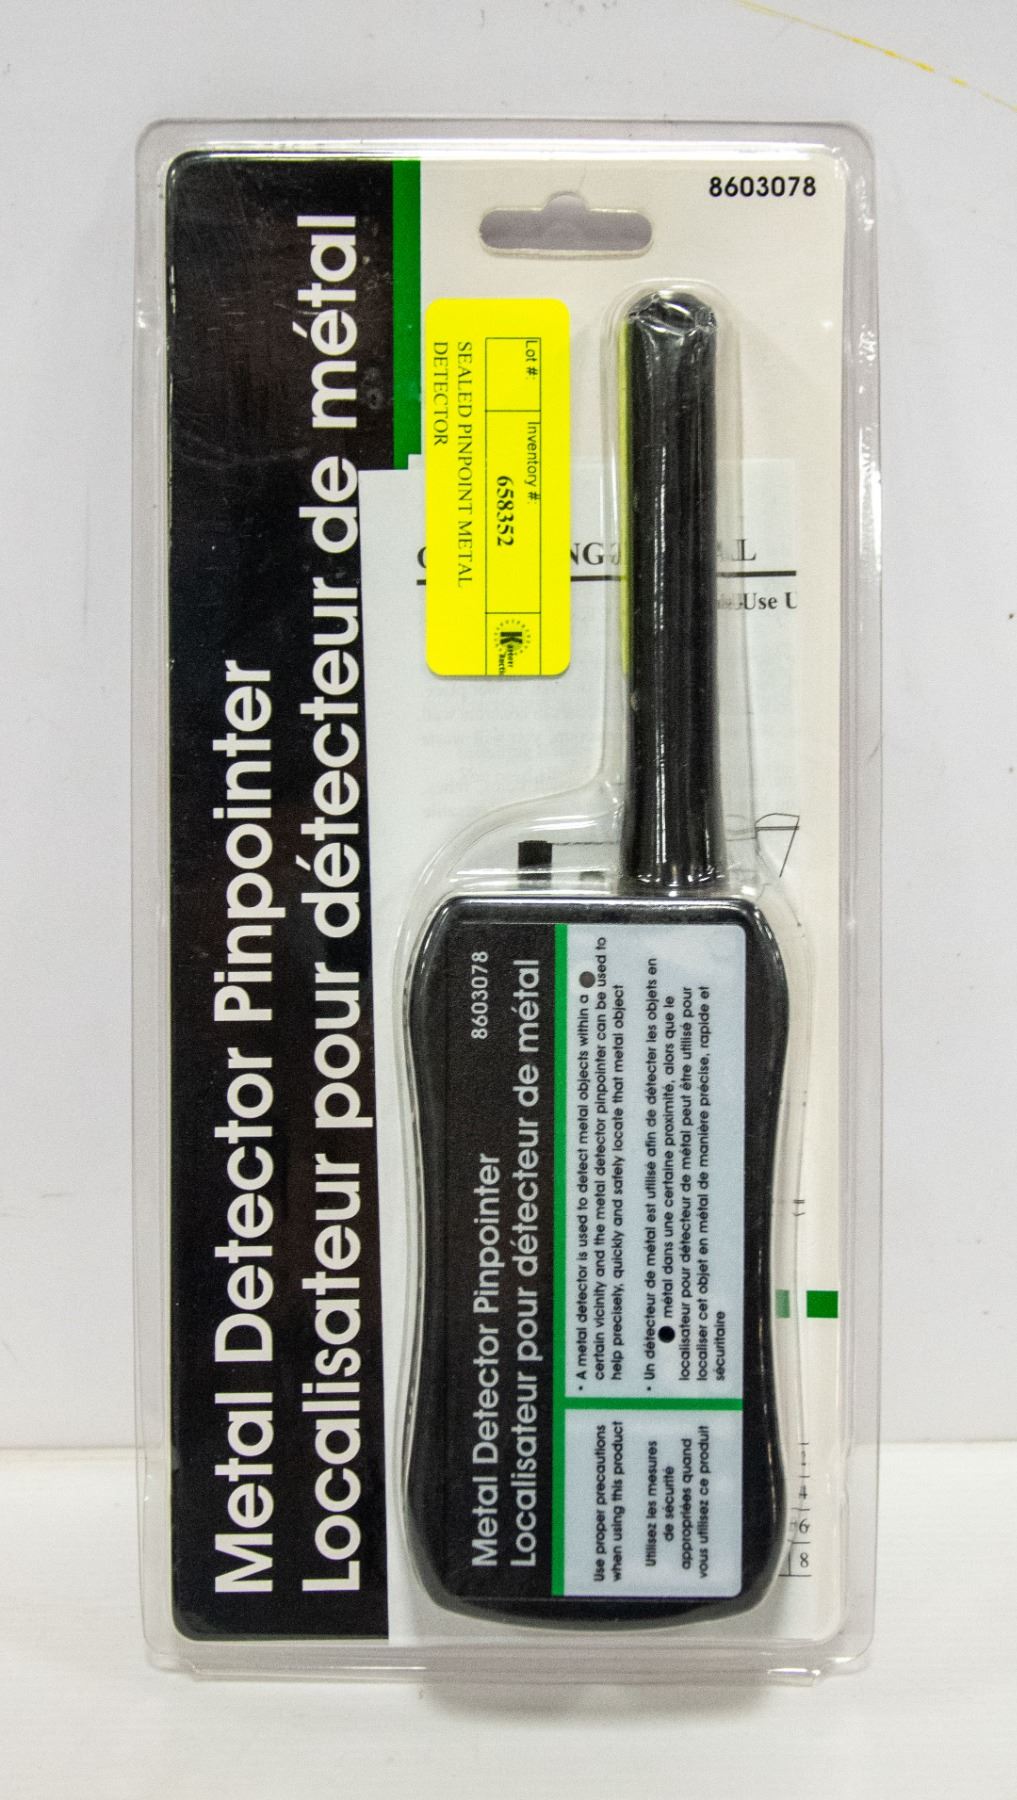 8603078
Metal Detector Pinpointer
Localisateur pour détecteur de métal
Lot #:
Inventory #:
658352
SEALED PINPOINT METAL
DETECTOR
Use U
8603078
Metal Detector Pinpointer
Localisateur pour détecteur de métal
• A metal detector is used to detect metal objects within a
certain vicinity and the metal detector pinpointer can be used to
help precisely, quickly and safely locate that metal object
• Un détecteur de métal est utilisé afin de détecter les objets en
métal dans une certaine proximité, alors que le
localisateur pour détecteur de métal peut être utilisé pour
localiser cet objet en métal de manière précise, rapide et
sécuritaire
Use proper precautions
when using this product
Utilisez les mesures
de sécurité
appropriées quand
vous utilisez ce produit
6
8